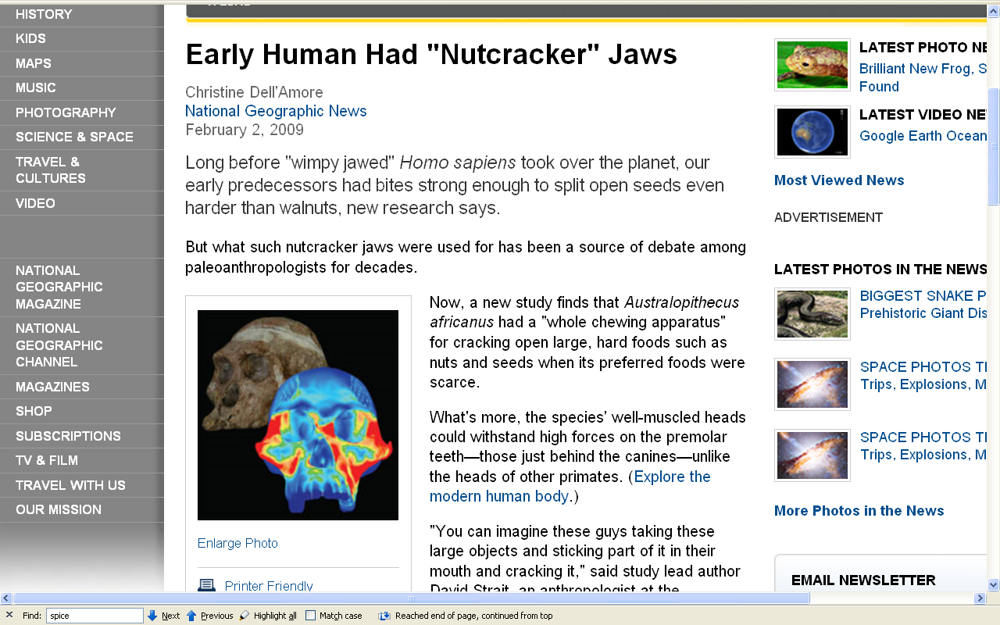 HISTORY
KIDS
MAPS
MUSIC
PHOTOGRAPHY
SCIENCE & SPACE
TRAVEL &
CULTURES
VIDEO
NATIONAL
GEOGRAPHIC
MAGAZINE
NATIONAL
GEOGRAPHIC
CHANNEL
MAGAZINES
SHOP
SUBSCRIPTIONS
TV & FILM
TRAVEL WITH US
OUR MISSION
Early Human Had "Nutcracker" Jaws
Christine Dell'Amore
National Geographic News
February 2, 2009
Long before "wimpy jawed" Homo sapiens took over the planet, our
early predecessors had bites strong enough to split open seeds even
harder than walnuts, new research says.
But what such nutcracker jaws were used for has been a source of debate among
paleoanthropologists for decades.
Enlarge Photo
Printer Friendly
Now, a new study finds that Australopithecus
africanus had a "whole chewing apparatus"
for cracking open large, hard foods such as
nuts and seeds when its preferred foods were
scarce.
What's more, the species' well-muscled heads
could withstand high forces on the premolar
teeth—those just behind the canines—unlike
the heads of other primates. (Explore the
modern human body.)
"You can imagine these guys taking these
large objects and sticking part of it in their
mouth and cracking it," said study lead author
David Strait, an anthropologist at the
LATEST PHOTO NE
Brilliant New Frog, S
Found
LATEST VIDEO NE
Google Earth Ocean
Most Viewed News
ADVERTISEMENT
LATEST PHOTOS IN THE NEWS
BIGGEST SNAKE P
Prehistoric Giant Dis
SPACE PHOTOS T
Trips, Explosions, M
SPACE PHOTOS T
Trips, Explosions, M
More Photos in the News
EMAIL NEWSLETTER
Find: spice Next Previous Highlight all Match case Reached end of page, continued from top